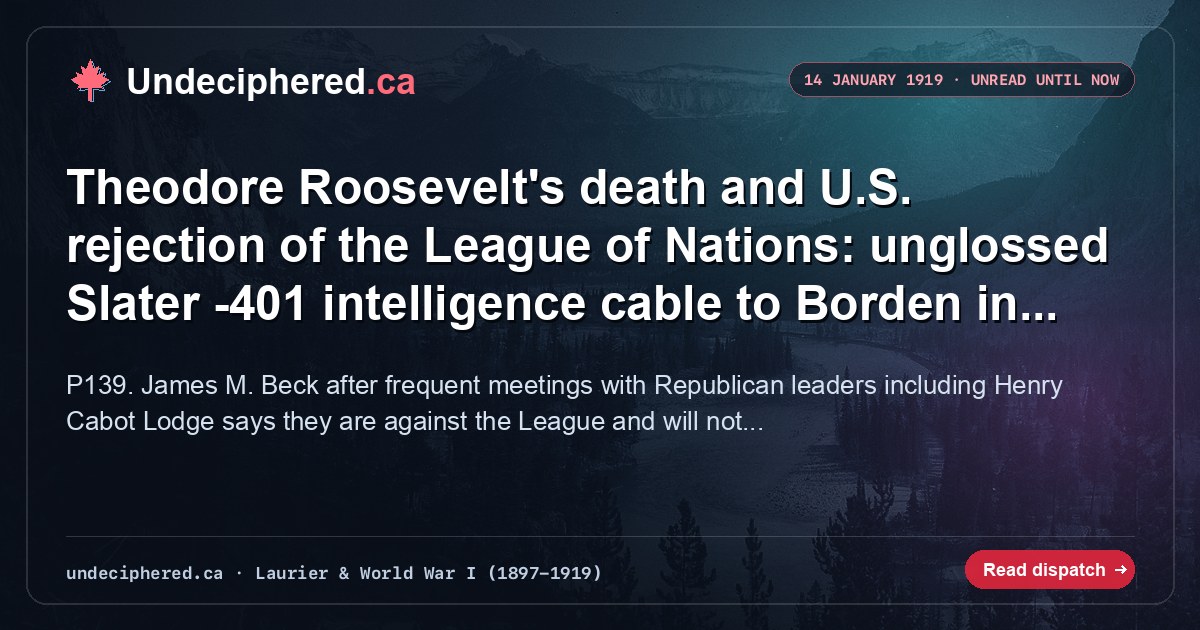 Undeciphered.ca
14 JANUARY 1919 · UNREAD UNTIL NOW
Theodore Roosevelt's death and U.S.
rejection of the League of Nations: unglossed
Slater -401 intelligence cable to Borden in...
P139. James M. Beck after frequent meetings with Republican leaders including Henry
Cabot Lodge says they are against the League and will not...
undeciphered.ca · Laurier & World War I (1897–1919)
Read dispatch →